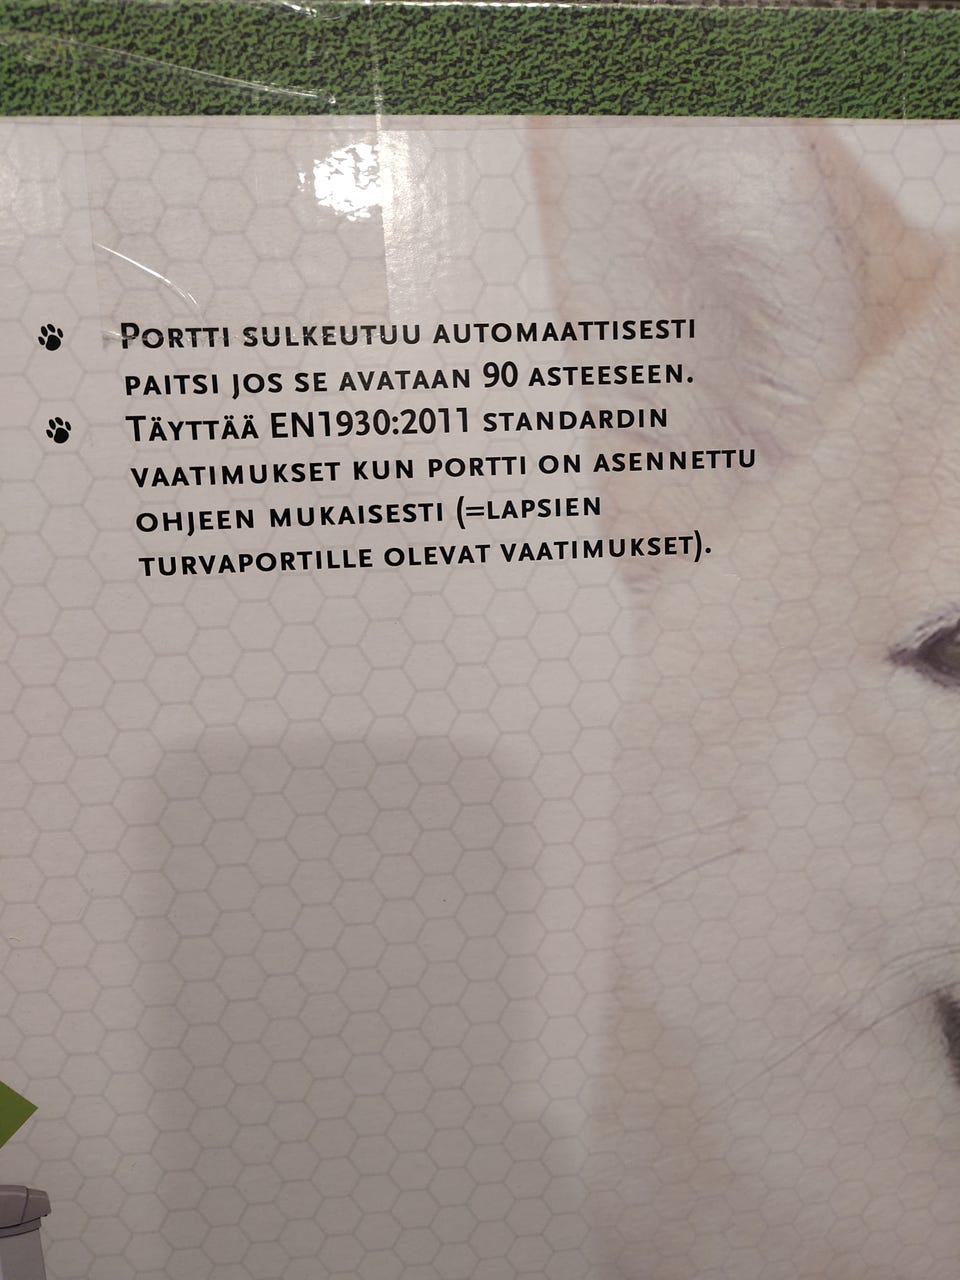 Portti sulkeutuu automaattisesti
paitsi jos se avataan 90 asteeseen.
Täyttää EN1930:2011 standardin
vaatimukset kun portti on asennettu
ohjeen mukaisesti (=lapsien
turvaportille olevat vaatimukset).